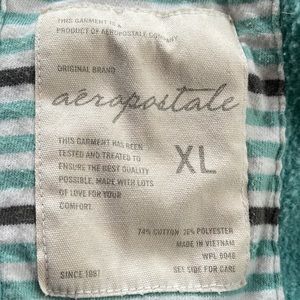 THIS GARMENT IS A
PRODUCT OF AEROPOSTALE COMPANY.
ORIGINAL BRAND
aéropostale
THIS GARMENT HAS BEEN
TESTED AND TREATED TO
ENSURE THE BEST QUALITY
POSSIBLE. MADE WITH LOTS
OF LOVE FOR YOUR
COMFORT.
XL
74% COTTON 26% POLYESTER
MADE IN VIETNAM
WPL 9046
SINCE 1987
SEE SIDE FOR CARE